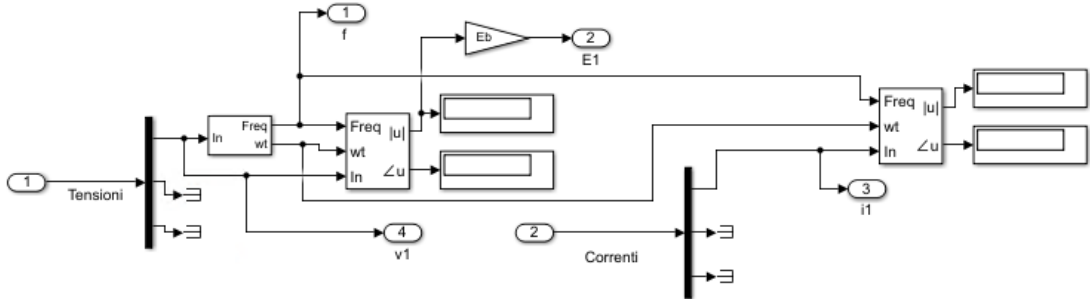 1
f
Eb
2
E1
In
Freq
wt
Freq
wt
In
|u|
∠u
Freq
wt
In
|u|
∠u
1
Tensioni
4
v1
2
Correnti
3
i1